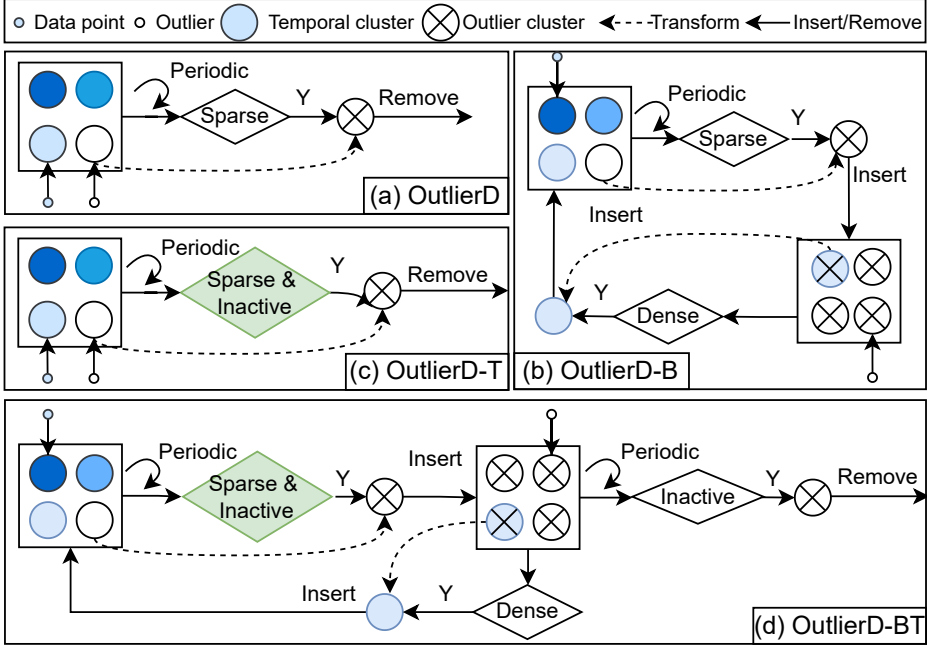 Data point Outlier Temporal cluster Outlier cluster Transform Insert/Remove
Periodic
Sparse
Y
Remove
(a) OutlierD
Periodic
Sparse
Y
Insert
Insert
Y
Dense
(b) OutlierD-B
Periodic
Sparse &
Inactive
Y
Remove
(c) OutlierD-T
Periodic
Sparse &
Inactive
Y
Insert
Periodic
Inactive
Y
Remove
Insert
Y
Dense
(d) OutlierD-BT